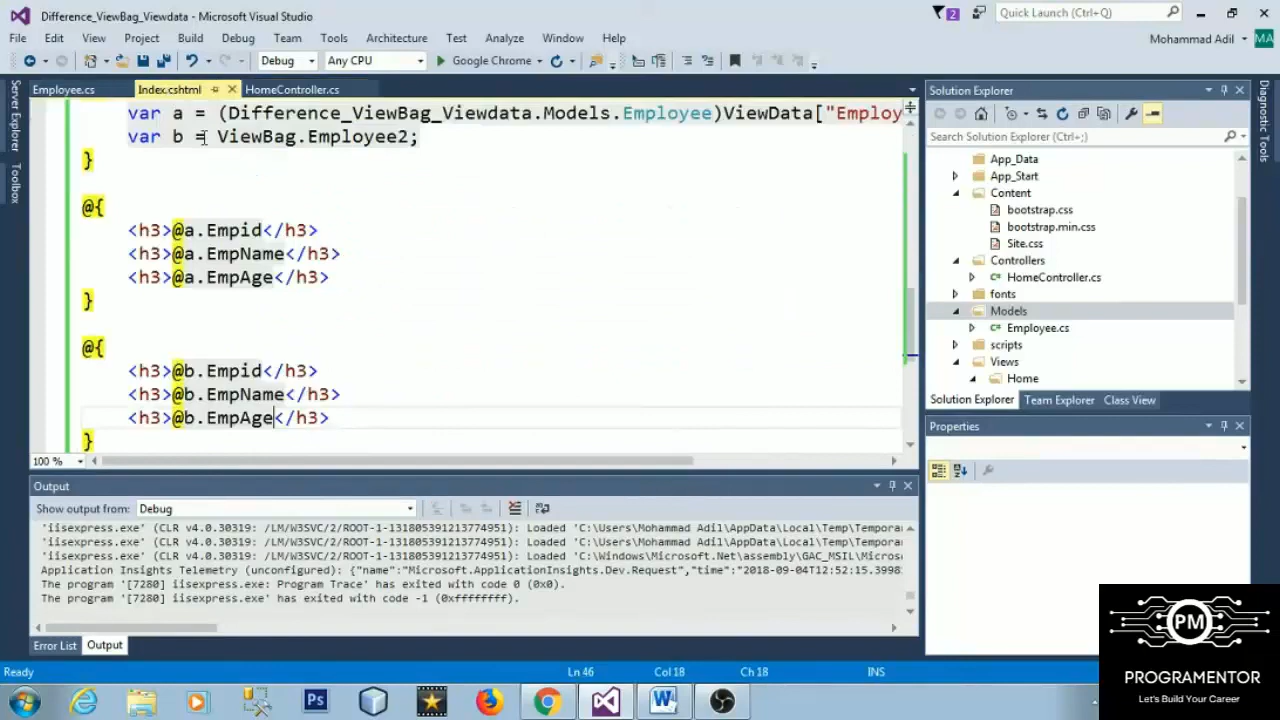 Difference_ViewBag_Viewdata - Microsoft Visual Studio
2
Quick Launch (Ctrl+Q)
File Edit View Project Build Debug Team Tools Architecture Test Analyze Window Help
Mohammad Adil MA
Debug Any CPU Google Chrome
Server Explorer
Toolbox
Employee.cs Index.cshtml HomeController.cs
var a = (Difference_ViewBag_Viewdata.Models.Employee)ViewData["Employ
var b = ViewBag.Employee2;
}
@{
<h3>@a.Empid</h3>
<h3>@a.EmpName</h3>
<h3>@a.EmpAge</h3>
}
@{
<h3>@b.Empid</h3>
<h3>@b.EmpName</h3>
<h3>@b.EmpAge</h3>
}
100 %
Solution Explorer
Search Solution Explorer (Ctrl+;)
App_Data
App_Start
Content
bootstrap.css
bootstrap.min.css
Site.css
Controllers
C# HomeController.cs
fonts
Models
C# Employee.cs
scripts
Views
Home
Solution Explorer Team Explorer Class View
Diagnostic Tools
Properties
Output
Show output from: Debug
'iisexpress.exe' (CLR v4.0.30319: /LM/W3SVC/2/ROOT-1-131805391213774951): Loaded 'C:\Users\Mohammad Adil\AppData\Local\Temp\Tempora
'iisexpress.exe' (CLR v4.0.30319: /LM/W3SVC/2/ROOT-1-131805391213774951): Loaded 'C:\Users\Mohammad Adil\AppData\Local\Temp\Tempora
'iisexpress.exe' (CLR v4.0.30319: /LM/W3SVC/2/ROOT-1-131805391213774951): Loaded 'C:\Windows\Microsoft.Net\assembly\GAC_MSIL\Micros
Application Insights Telemetry (unconfigured): {"name":"Microsoft.ApplicationInsights.Dev.Request","time":"2018-09-04T12:52:15.3998
The program '[7280] iisexpress.exe: Program Trace' has exited with code 0 (0x0).
The program '[7280] iisexpress.exe' has exited with code -1 (0xffffffff).
Error List Output
Ready Ln 46 Col 18 Ch 18 INS
Ps
PM
PROGRAMENTOR
Let's Build Your Career